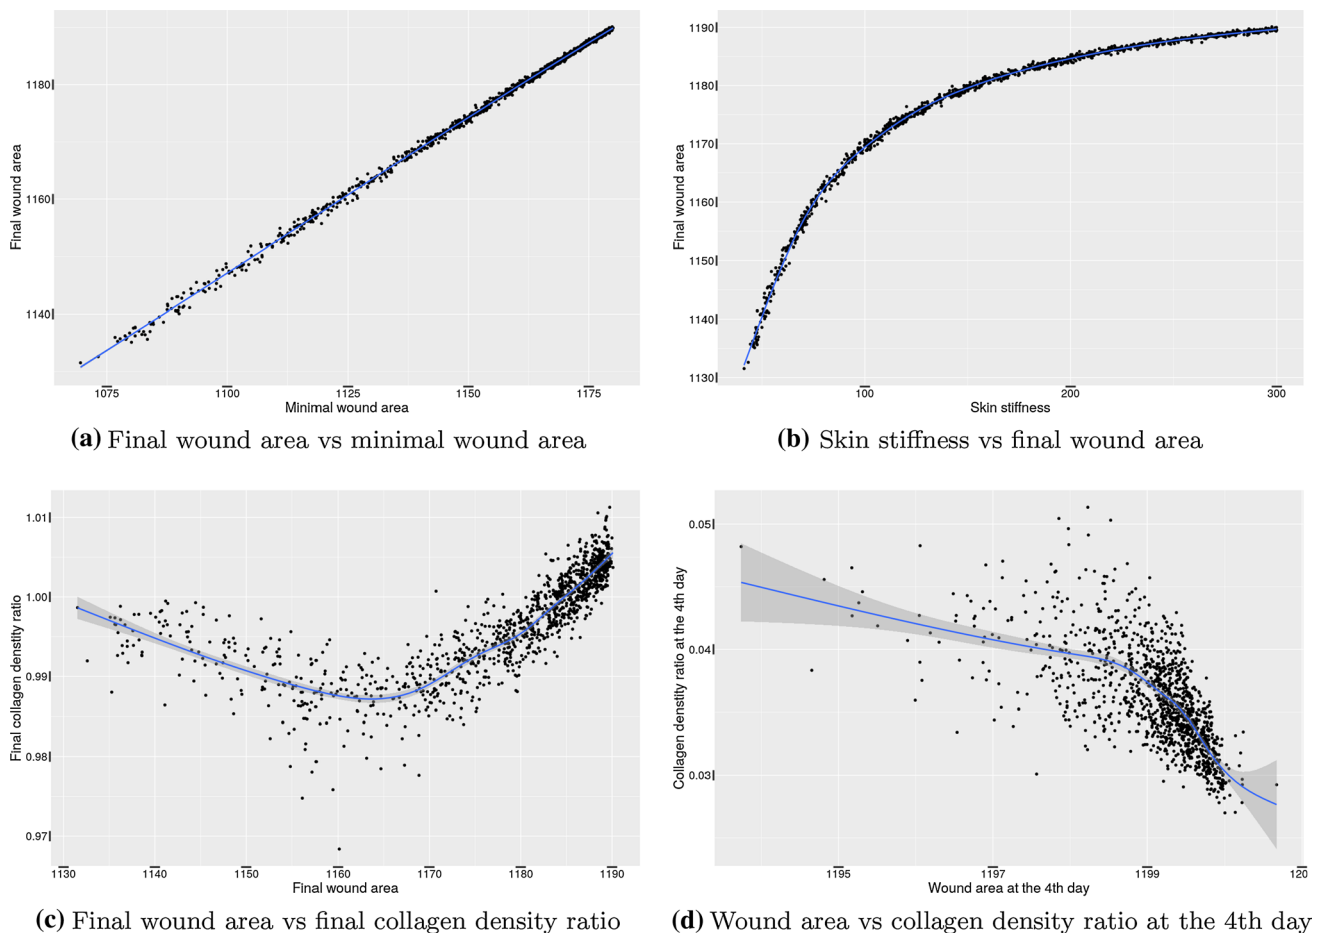 Final wound area
1180
1160
1140
1075 1100 1125 1150 1175
Minimal wound area
(a) Final wound area vs minimal wound area
Final wound area
1190
1180
1170
1160
1150
1140
1130
100 200 300
Skin stiffness
(b) Skin stiffness vs final wound area
Final collagen density ratio
1.01
1.00
0.99
0.98
0.97
1130 1140 1150 1160 1170 1180 1190
Final wound area
(c) Final wound area vs final collagen density ratio
Collagen density ratio at the 4th day
0.05
0.04
0.03
1195 1197 1199 120
Wound area at the 4th day
(d) Wound area vs collagen density ratio at the 4th day